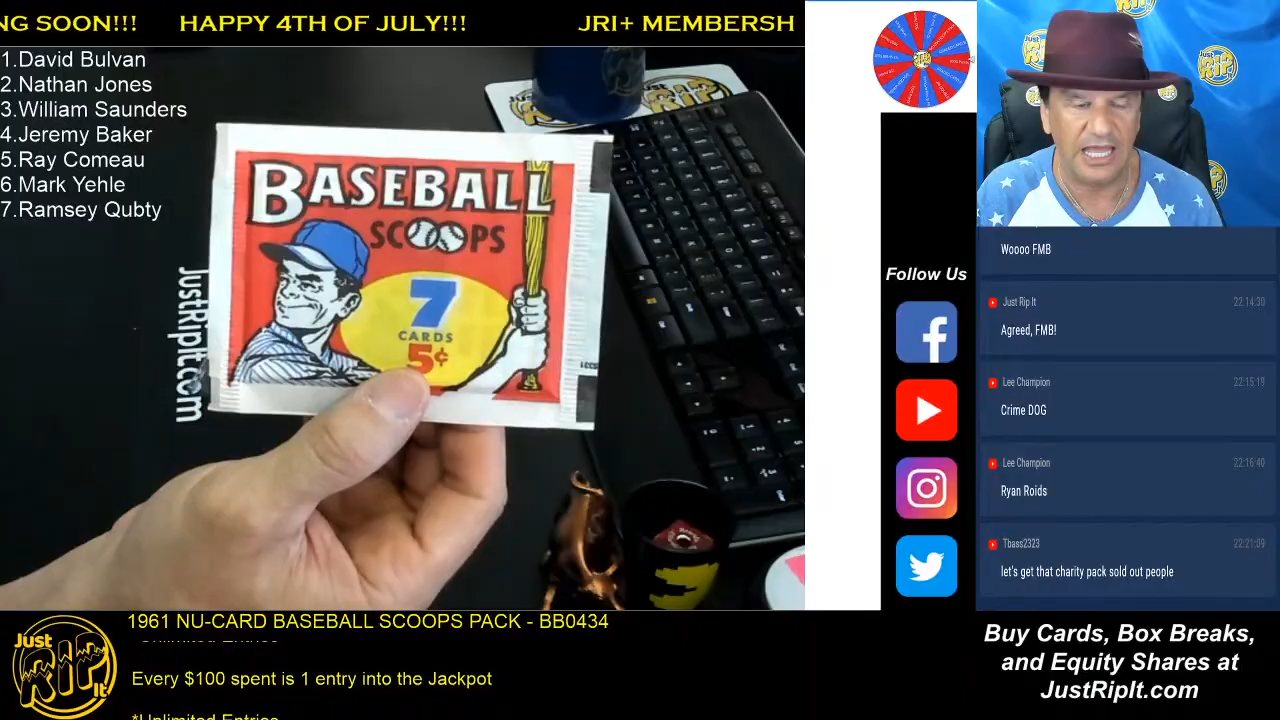 NG SOON!!! HAPPY 4TH OF JULY!!! JRI+ MEMBERSH
1.David Bulvan
2.Nathan Jones
3.William Saunders
4.Jeremy Baker
5.Ray Comeau
6.Mark Yehle
7.Ramsey Qubty
JustRipIt.com
BASEBALL
SCOOPS
7
CARDS
5¢
RIP
Follow Us
Woooo FMB
Just Rip It 22:14:30
Agreed, FMB!
Lee Champion 22:15:19
Crime DOG
Lee Champion 22:16:40
Ryan Roids
Tbass2323 22:21:09
let's get that charity pack sold out people
Just
RIP
It
1961 NU-CARD BASEBALL SCOOPS PACK - BB0434
*Unlimited Entries
Every $100 spent is 1 entry into the Jackpot
*Unlimited Entries
Buy Cards, Box Breaks,
and Equity Shares at
JustRipIt.com